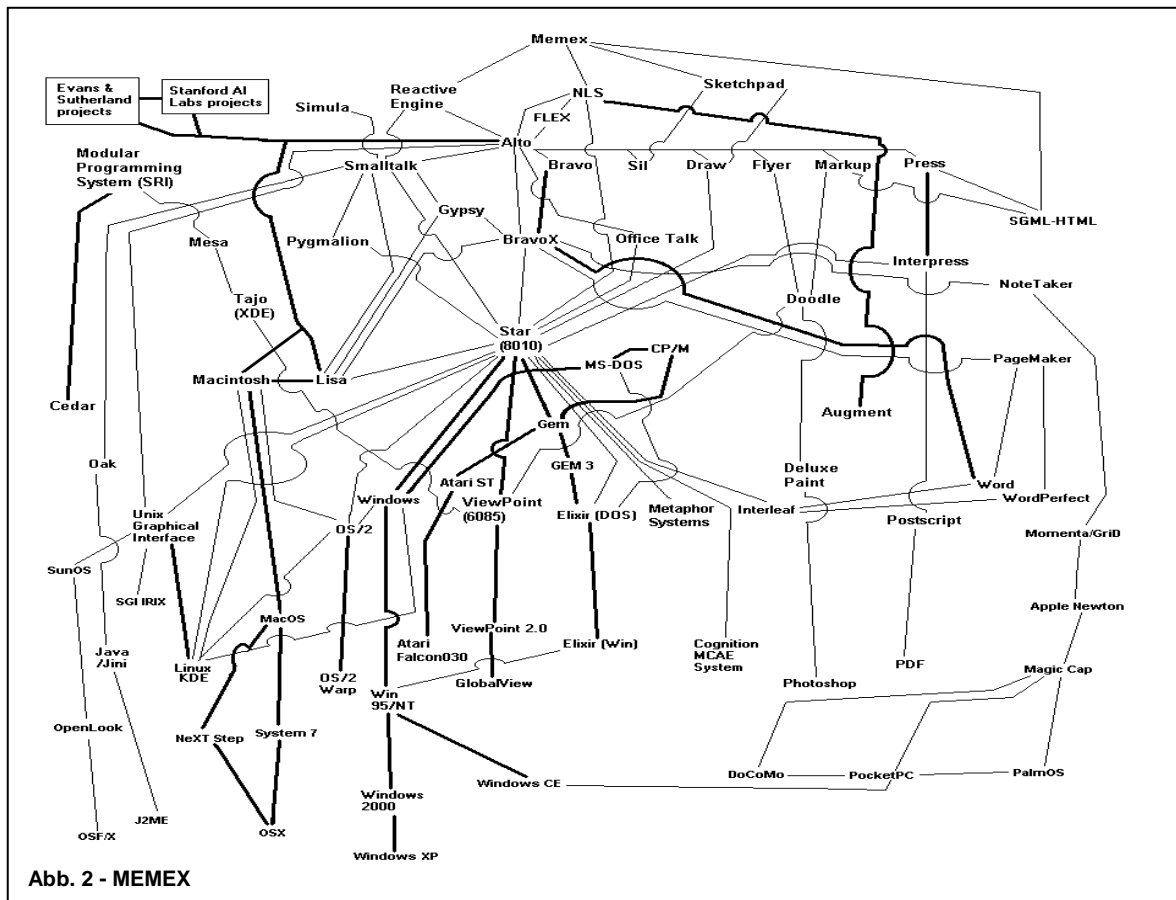 Memex
Evans &
Sutherland
projects
Stanford AI
Labs projects
Reactive
Engine
Sketchpad
NLS
Simula
FLEX
Alto
Modular
Programming
System (SRI)
Smalltalk
Bravo
Sil
Draw
Flyer
Markup
Press
Gypsy
SGML-HTML
Mesa
Pygmalion
BravoX
Office Talk
Interpress
Tajo
(XDE)
Doodle
NoteTaker
Star
(8010)
CP/M
MS-DOS
PageMaker
Macintosh
Lisa
Cedar
Augment
Gem
Oak
GEM 3
Deluxe
Paint
Atari ST
Word
Windows
ViewPoint
(6085)
Elixir (DOS)
Metaphor
Systems
Interleaf
WordPerfect
Unix
Graphical
Interface
OS/2
Postscript
Momenta/GriD
SunOS
SGI IRIX
Apple Newton
MacOS
ViewPoint 2.0
Atari
Falcon030
Elixir (Win)
Cognition
MCAE
System
Java
/Jini
Linux
KDE
PDF
Magic Cap
OS/2
Warp
Win
95/NT
GlobalView
Photoshop
OpenLook
NeXT Step
System 7
DoCoMo
PocketPC
PalmOS
Windows CE
Windows
2000
J2ME
OSF/X
OSX
Windows XP
Abb. 2 - MEMEX